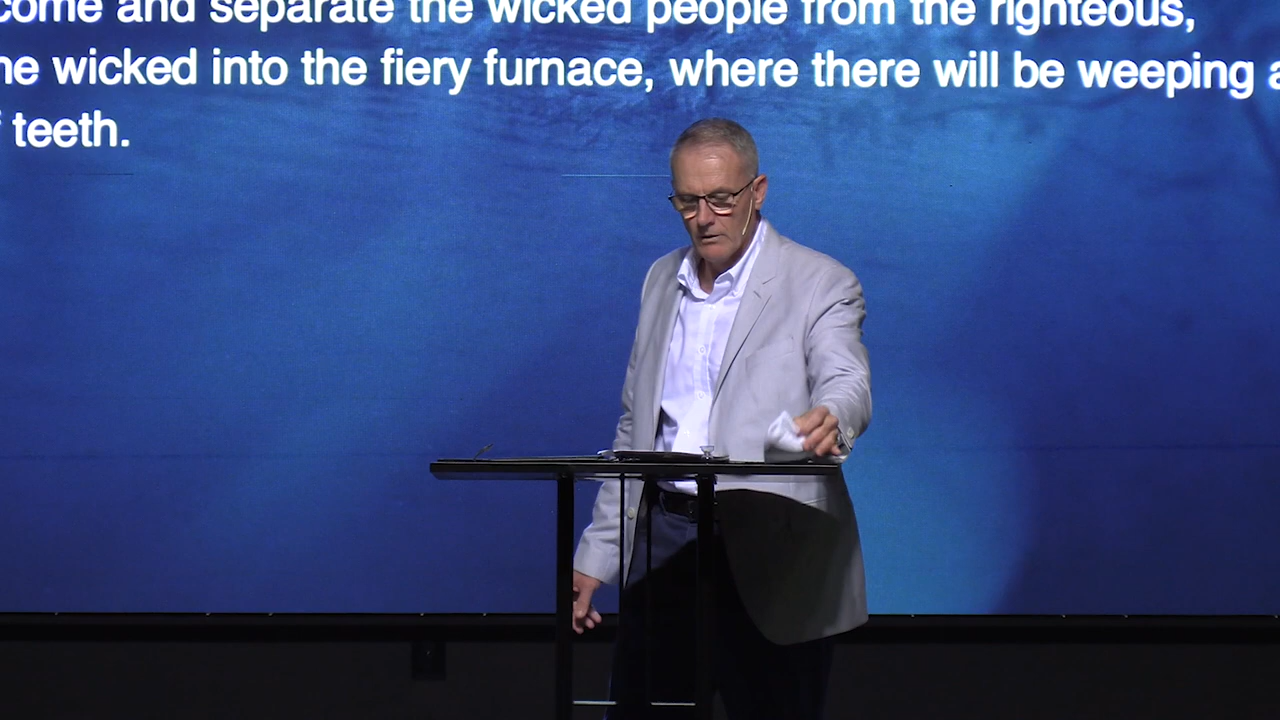 come and separate the wicked people from the righteous,
he wicked into the fiery furnace, where there will be weeping a
f teeth.